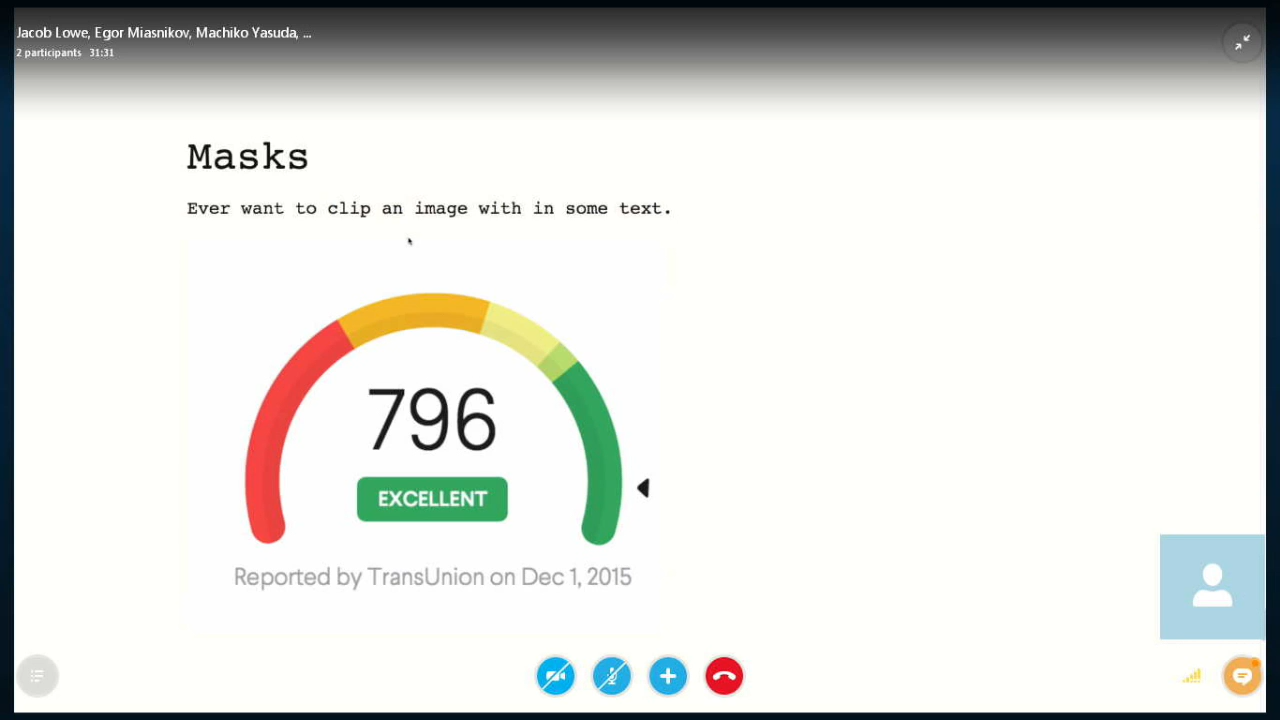 Jacob Lowe, Egor Miasnikov, Machiko Yasuda, ...
2 participants 31:31
Masks
Ever want to clip an image with in some text.
796
EXCELLENT
Reported by TransUnion on Dec 1, 2015